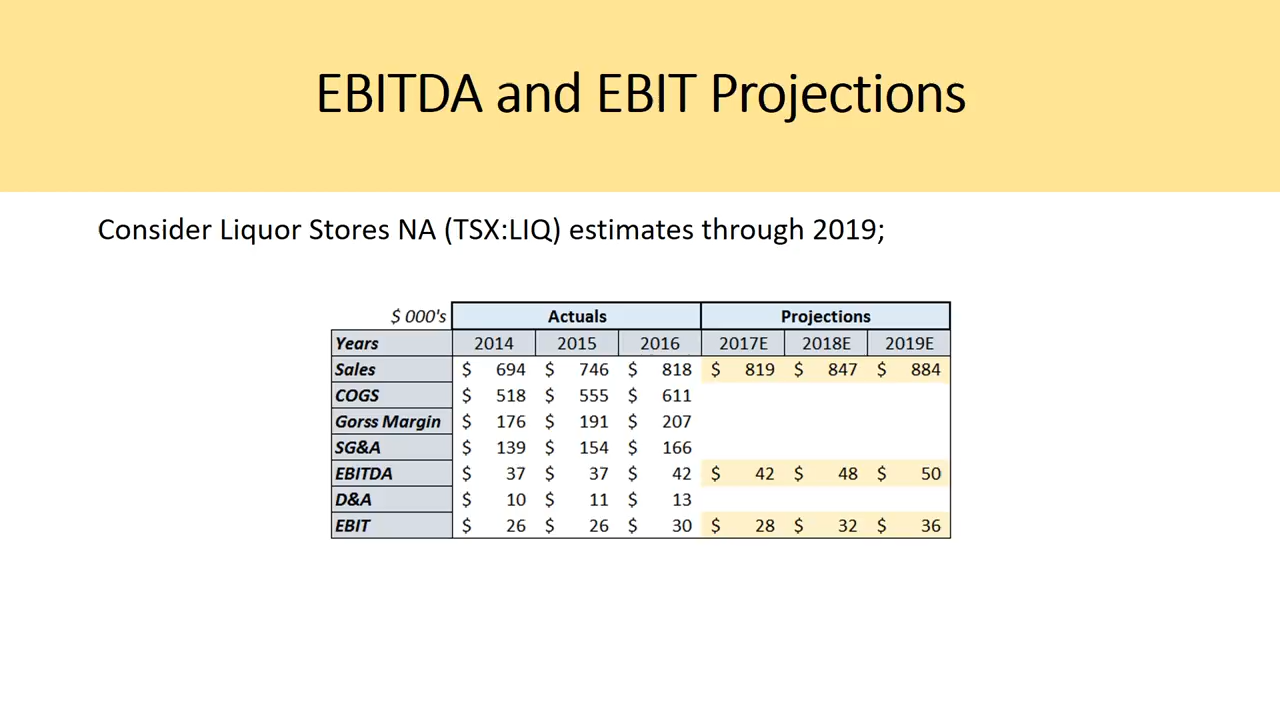 EBITDA and EBIT Projections
Consider Liquor Stores NA (TSX:LIQ) estimates through 2019;
$ 000's Actuals Projections
Years 2014 2015 2016 2017E 2018E 2019E
Sales $ 694 $ 746 $ 818 $ 819 $ 847 $ 884
COGS $ 518 $ 555 $ 611
Gorss Margin $ 176 $ 191 $ 207
SG&A $ 139 $ 154 $ 166
EBITDA $ 37 $ 37 $ 42 $ 42 $ 48 $ 50
D&A $ 10 $ 11 $ 13
EBIT $ 26 $ 26 $ 30 $ 28 $ 32 $ 36